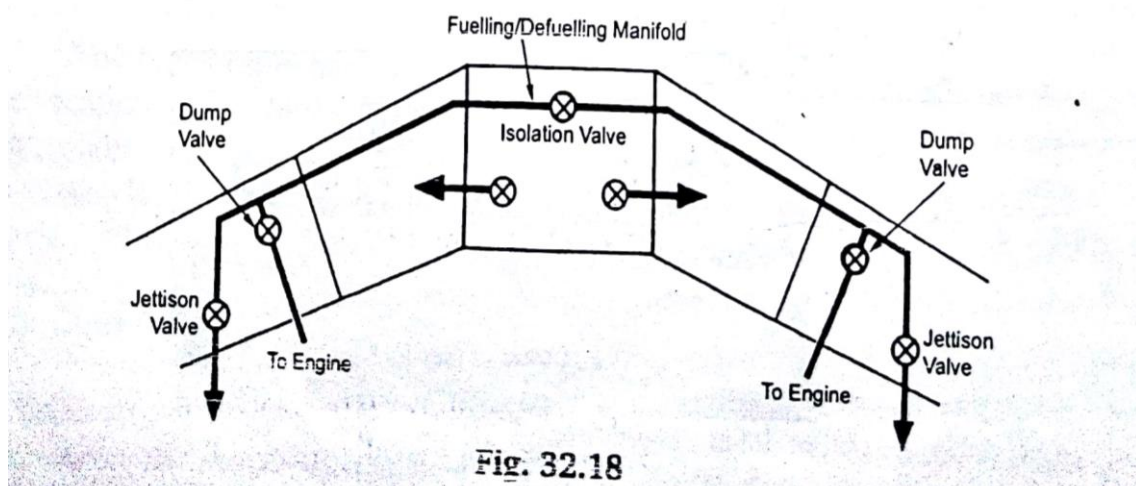 Fuelling/Defuelling Manifold
Dump
Valve
Isolation Valve
Dump
Valve
Jettison
Valve
To Engine
Jettison
Valve
To Engine
Fig. 32.18